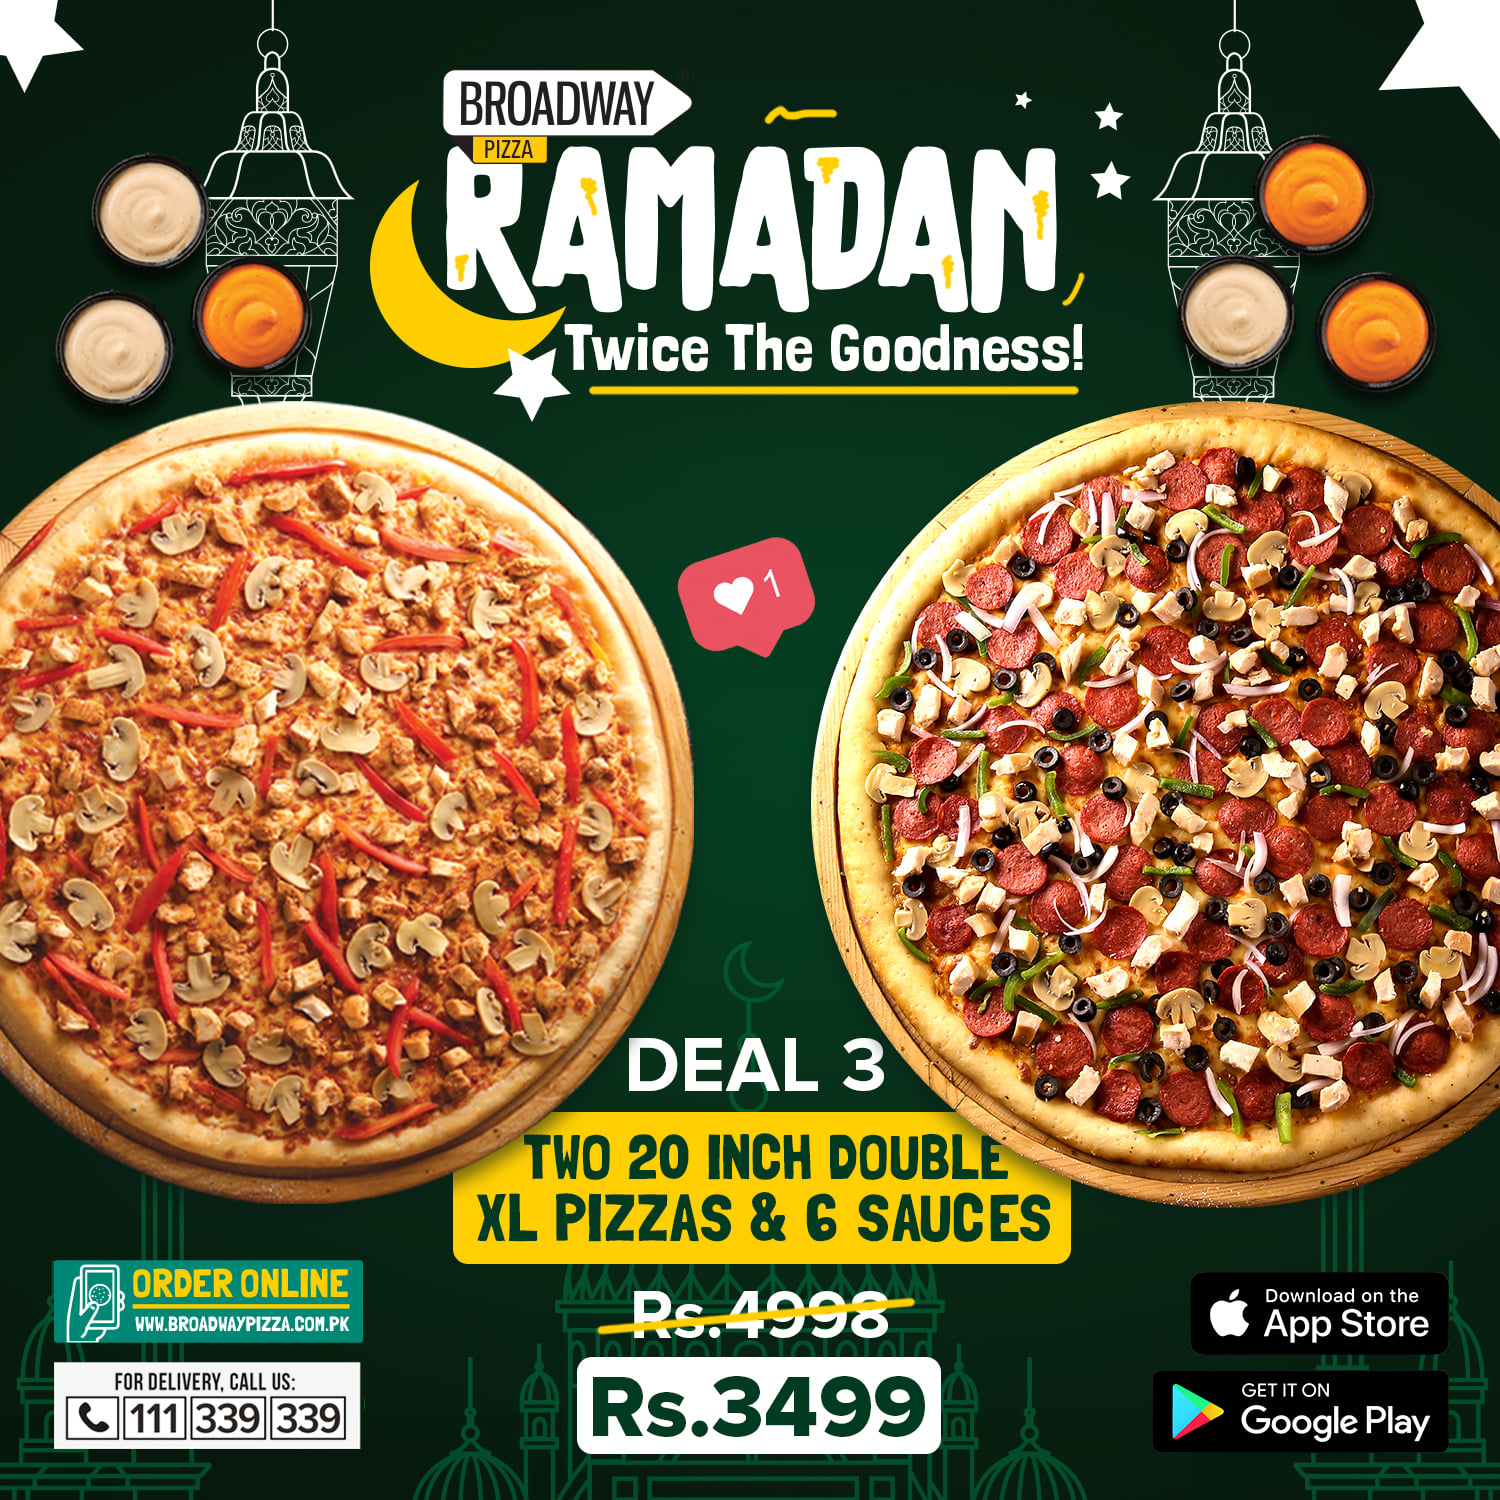 BROADWAY
®
PIZZA
RAMADAN
Twice The Goodness!
1
DEAL 3
TWO 20 INCH DOUBLE
XL PIZZAS & 6 SAUCES
Rs.4998
Rs.3499
ORDER ONLINE
WWW.BROADWAYPIZZA.COM.PK
FOR DELIVERY, CALL US:
111 339 339
Download on the
App Store
GET IT ON
Google Play